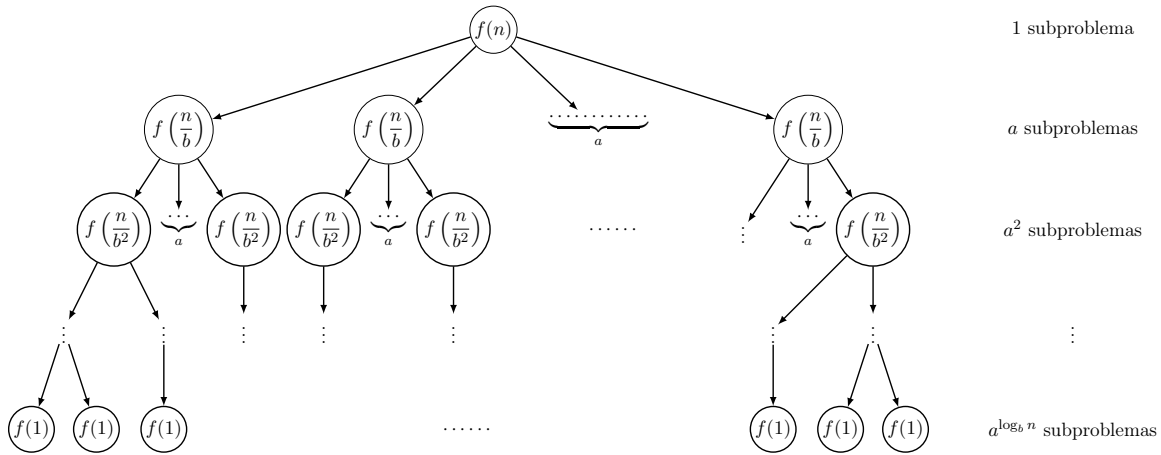 f(n) 1 subproblema
f(n/b) f(n/b) ........... a f(n/b) a subproblemas
f(n/b²) ... a f(n/b²) f(n/b²) ... a f(n/b²) ...... ⋮ ... a f(n/b²) a² subproblemas
⋮ ⋮ ⋮ ⋮ ⋮ ⋮ ⋮ ⋮
f(1) f(1) f(1) ...... f(1) f(1) f(1) a^{log_b n} subproblemas